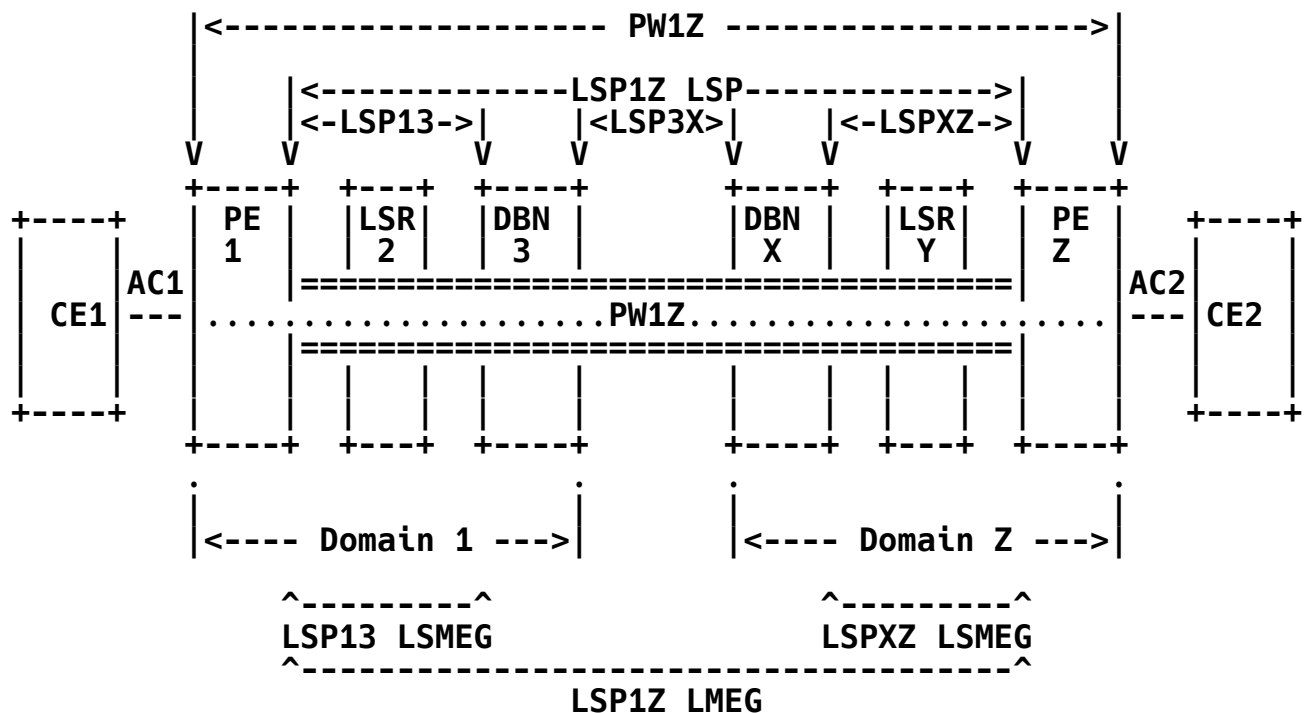 |<------------------- PW1Z ------------------->|
|<-------------LSP1Z LSP------------->|
|<-LSP13->| |<LSP3X>| |<-LSPXZ->|
V V V V V V V V
+----+ +---+ +----+ +----+ +---+ +----+
+----+ | PE | |LSR| |DBN | |DBN | |LSR| | PE | +----+
| | | 1 | | 2 | | 3 | | X | | Y | | Z | | |
| |AC1| |=====================================| |AC2| |
| CE1|---|.....................PW1Z......................|---|CE2 |
| | | |=====================================| | | |
| | | | | | | | | | | | | | | |
+----+ | | | | | | | | | | | | +----+
+----+ +---+ +----+ +----+ +---+ +----+
. . . .
| | | |
|<---- Domain 1 --->| |<---- Domain Z --->|
^---------^ ^---------^
LSP13 LSMEG LSPXZ LSMEG
^-------------------------------------^
LSP1Z LMEG